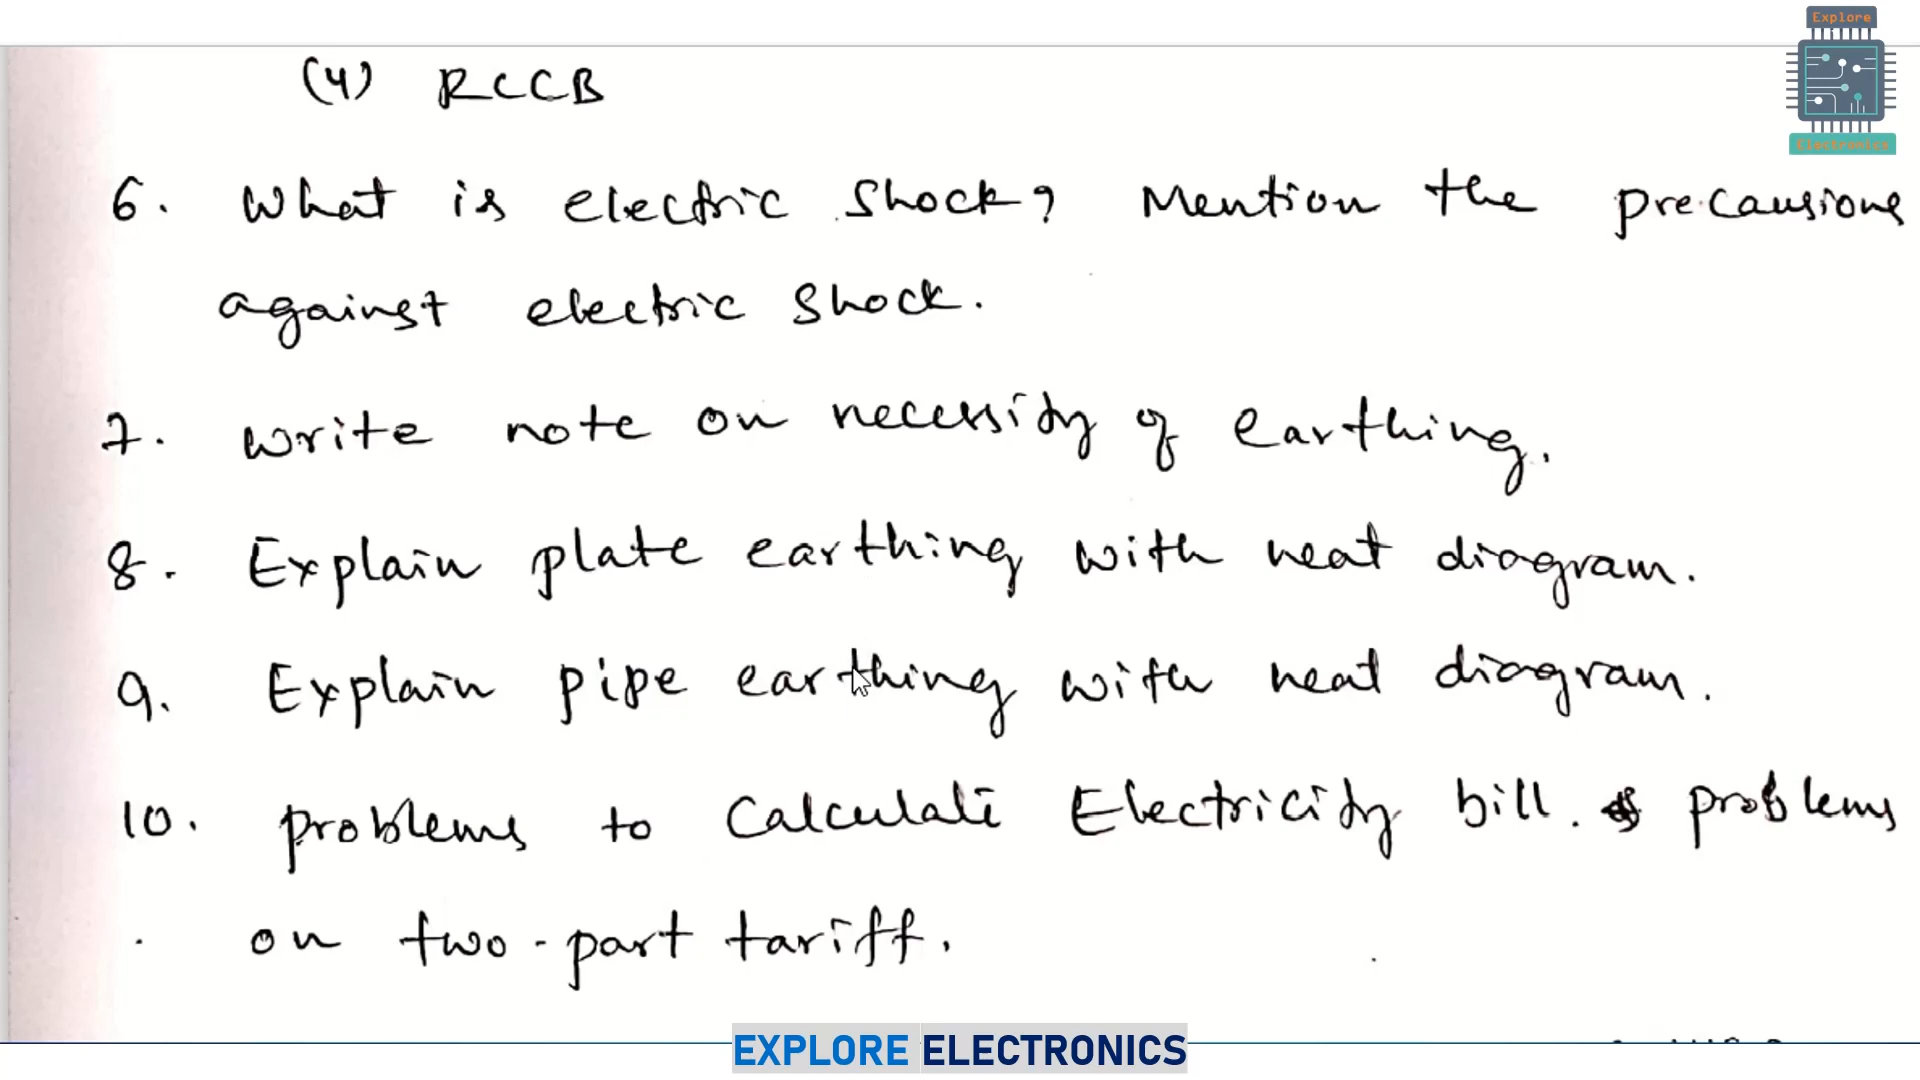 Explore
(4) RCCB
Electronics
6. What is electric shock? Mention the precausions
against electric shock.
7. Write note on necessity of earthing.
8. Explain plate earthing with neat diagram.
9. Explain pipe earthing with neat diagram.
10. problems to Calculate Electricity bill. problems
on two-part tariff.
EXPLORE ELECTRONICS